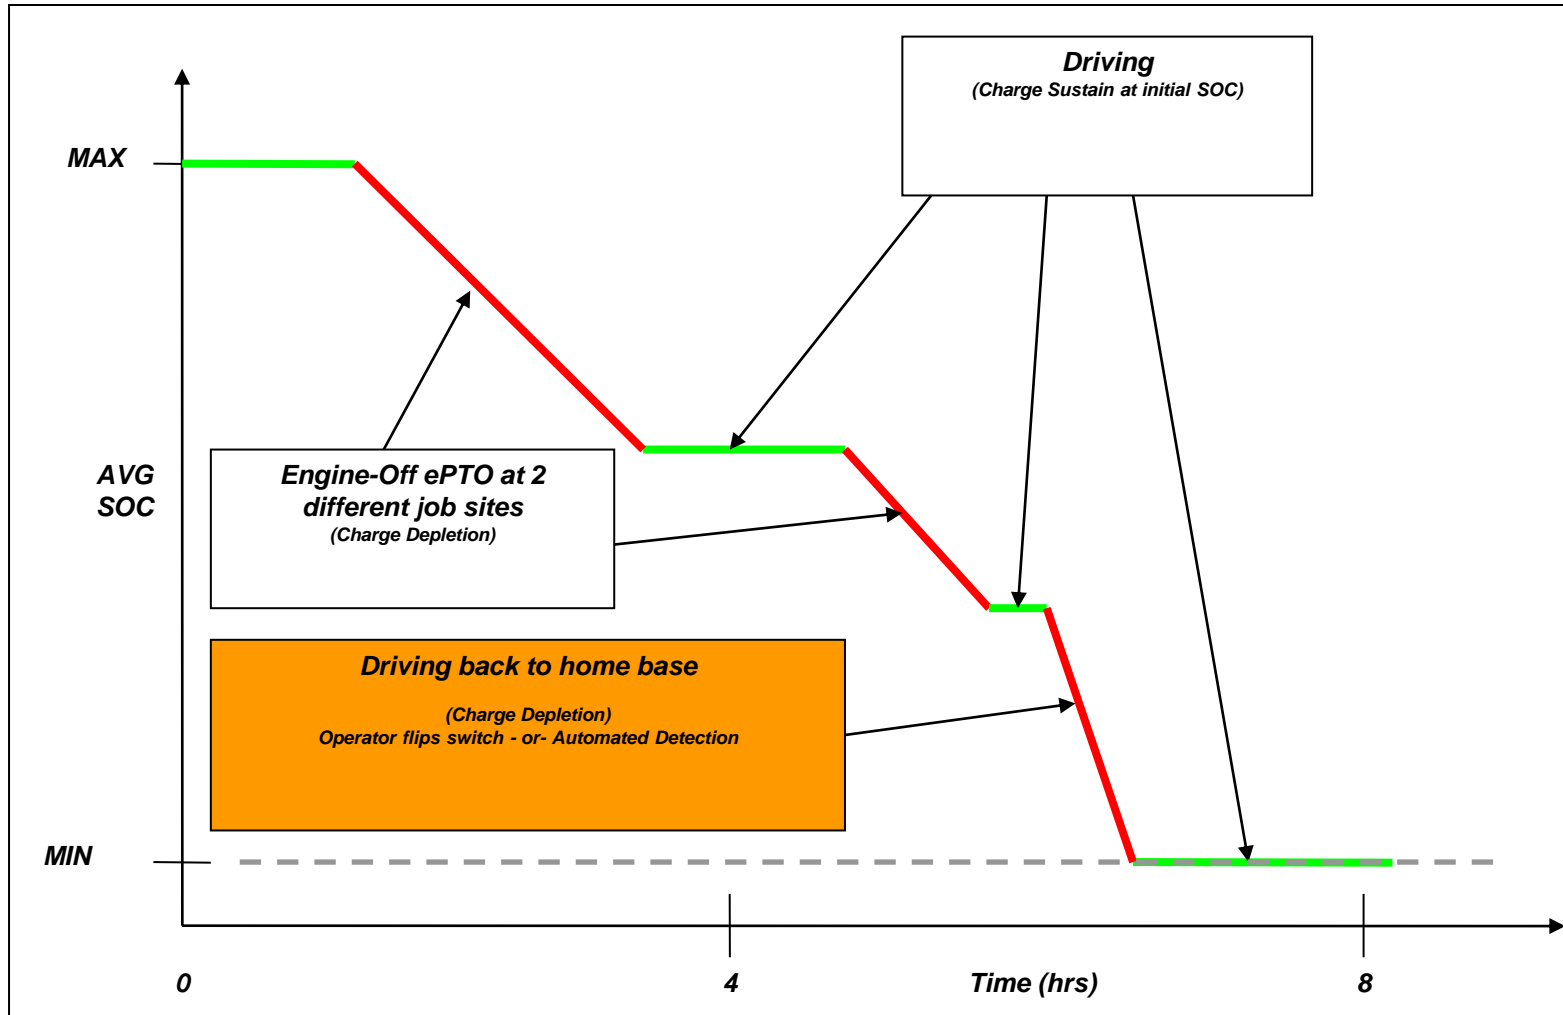 Driving
(Charge Sustain at initial SOC)
MAX
Engine-Off ePTO at 2
different job sites
(Charge Depletion)
AVG
SOC
Driving back to home base
(Charge Depletion)
Operator flips switch - or- Automated Detection
MIN
0
4
Time (hrs)
8